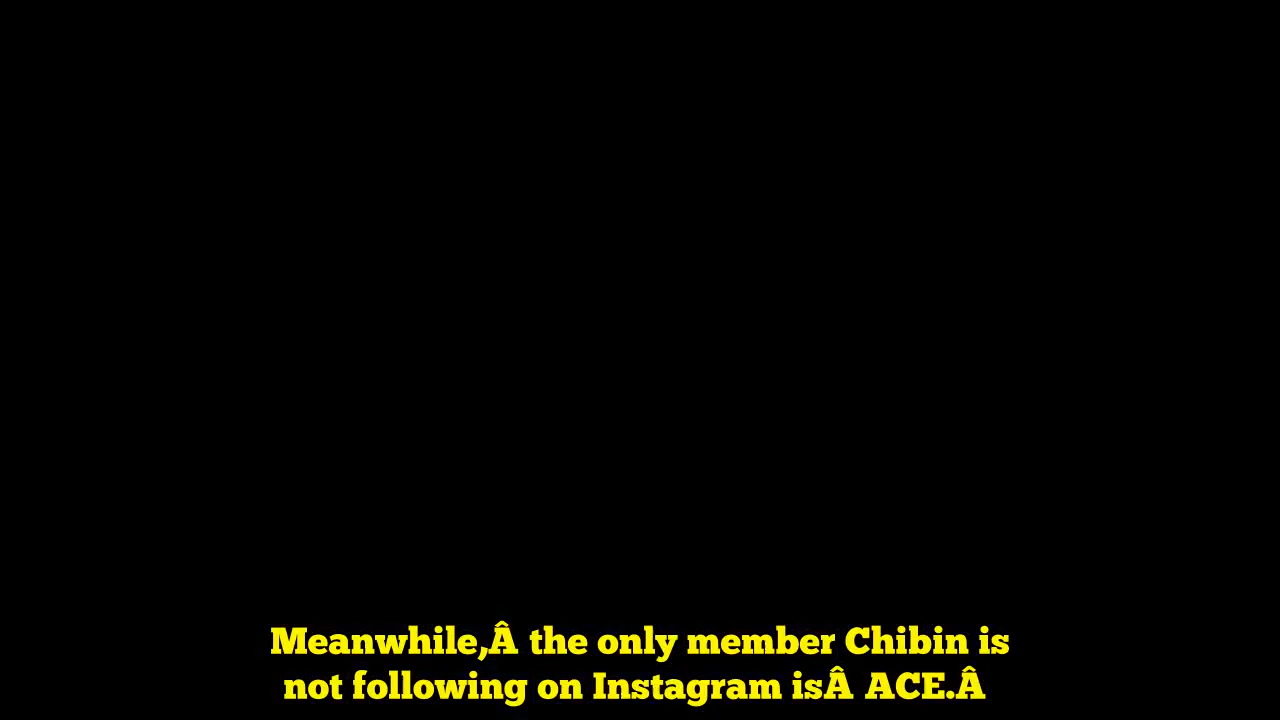 Meanwhile,Â the only member Chibin is
not following on Instagram isÂ ACE.Â